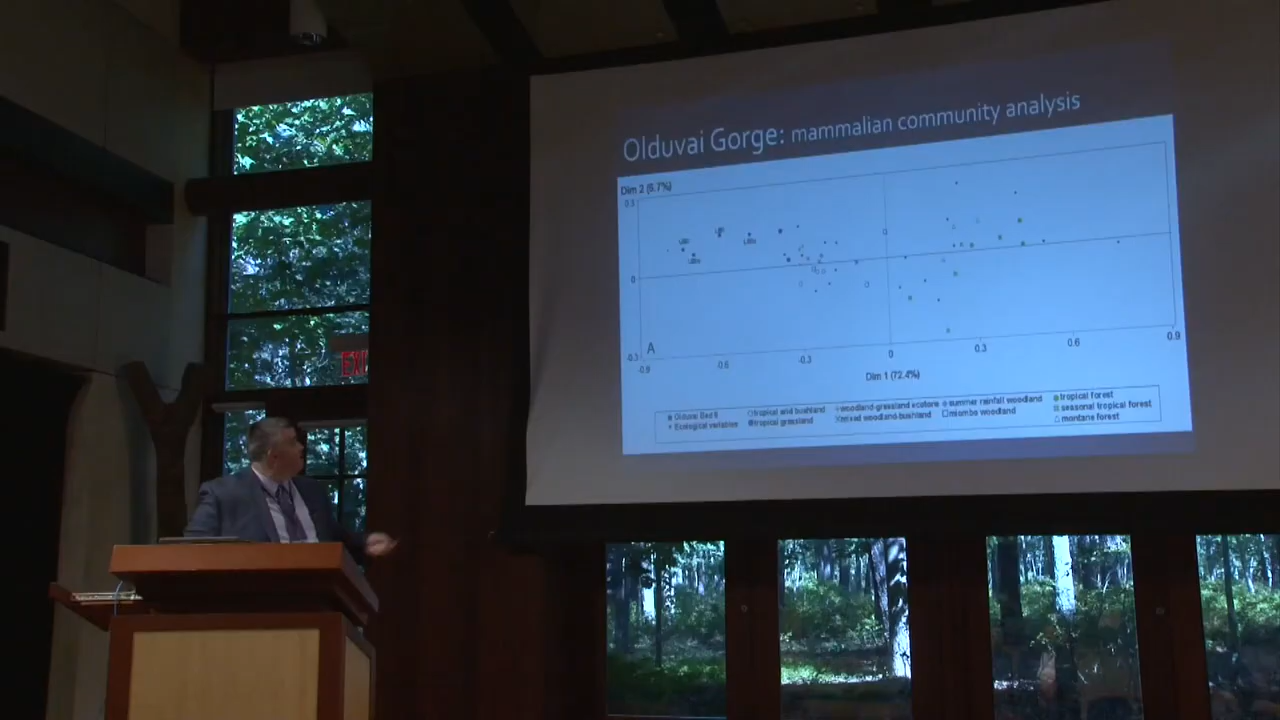 Olduvai Gorge: mammalian community analysis
Dim 2 (5.7%)
0.3
0
-0.3
A
-0.9
-0.6
-0.3
0
0.3
0.6
0.9
Dim 1 (72.4%)
Olduvai Bed II
Ecological variables
tropical arid bushland
tropical grassland
woodland-grassland ecotone
mixed woodland-bushland
summer rainfall woodland
miombo woodland
tropical forest
seasonal tropical forest
montane forest
EXI